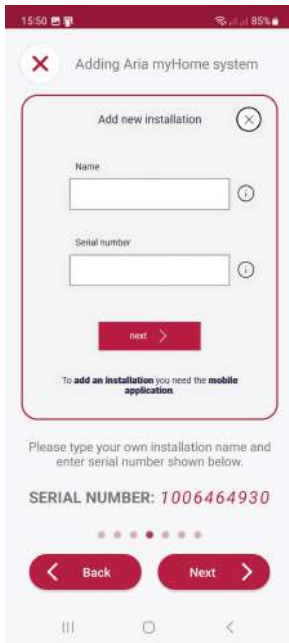 15:50 85%
Adding Aria myHome system
Add new installation
Name
Serial number
next
To add an installation you need the mobile
application
Please type your own installation name and
enter serial number shown below.
SERIAL NUMBER: 1006464930
Back Next